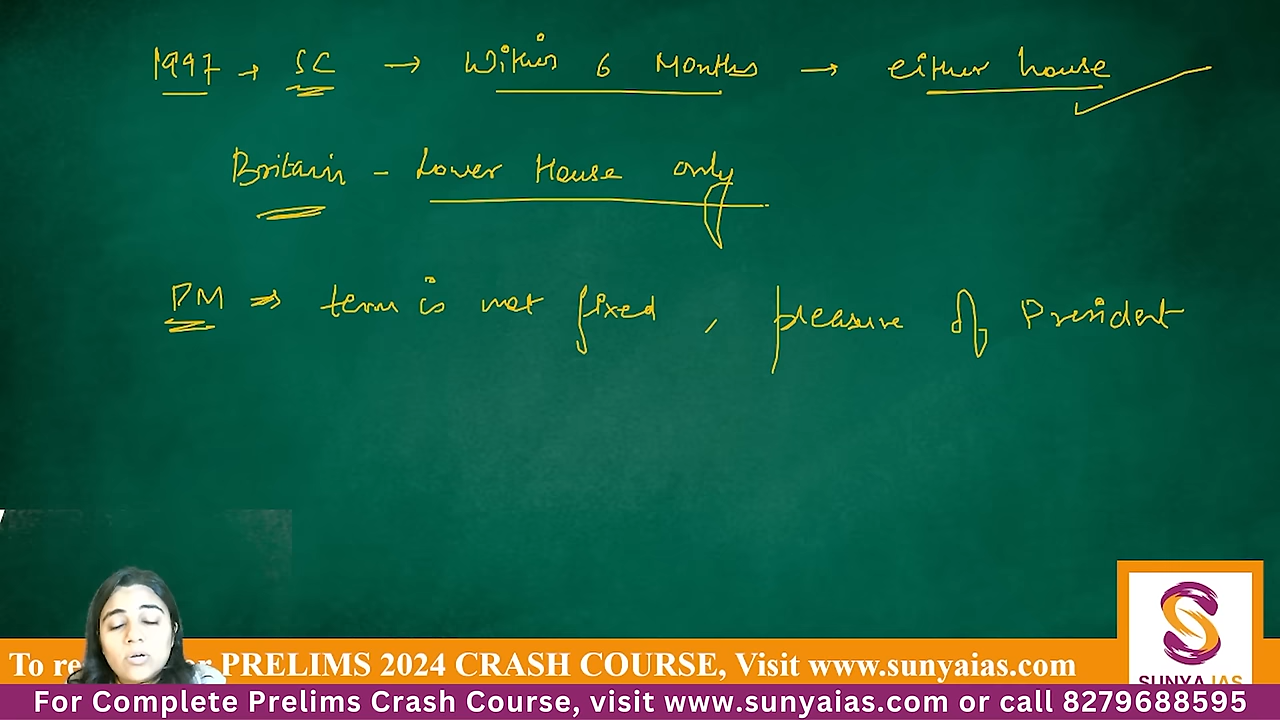 1997 → SC → Within 6 Months → either house
Britain - Lower House only
PM ⇒ term is not fixed, pleasure of President
To re r PRELIMS 2024 CRASH COURSE, Visit www.sunyaias.com
SUNYA IAS
For Complete Prelims Crash Course, visit www.sunyaias.com or call 8279688595